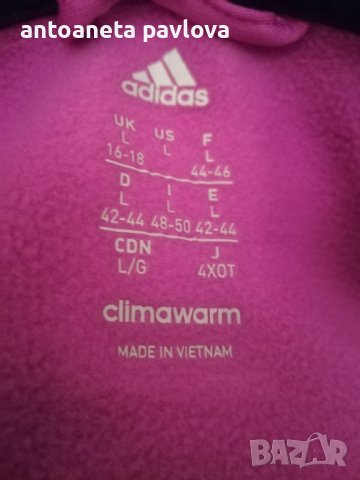 antoaneta pavlova
adidas
UK US F
L L L
16-18 44-46
D I E
L L L
42-44 48-50 42-44
CDN J
L/G 4XOT
climawarm
MADE IN VIETNAM
BAZAR